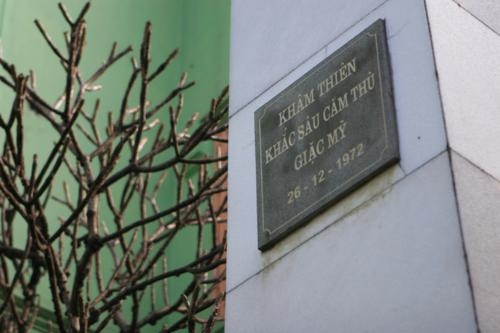 KHÂM THIÊN
KHẮC SÂU CĂM THÙ
GIẶC MỸ
26 - 12 - 1972